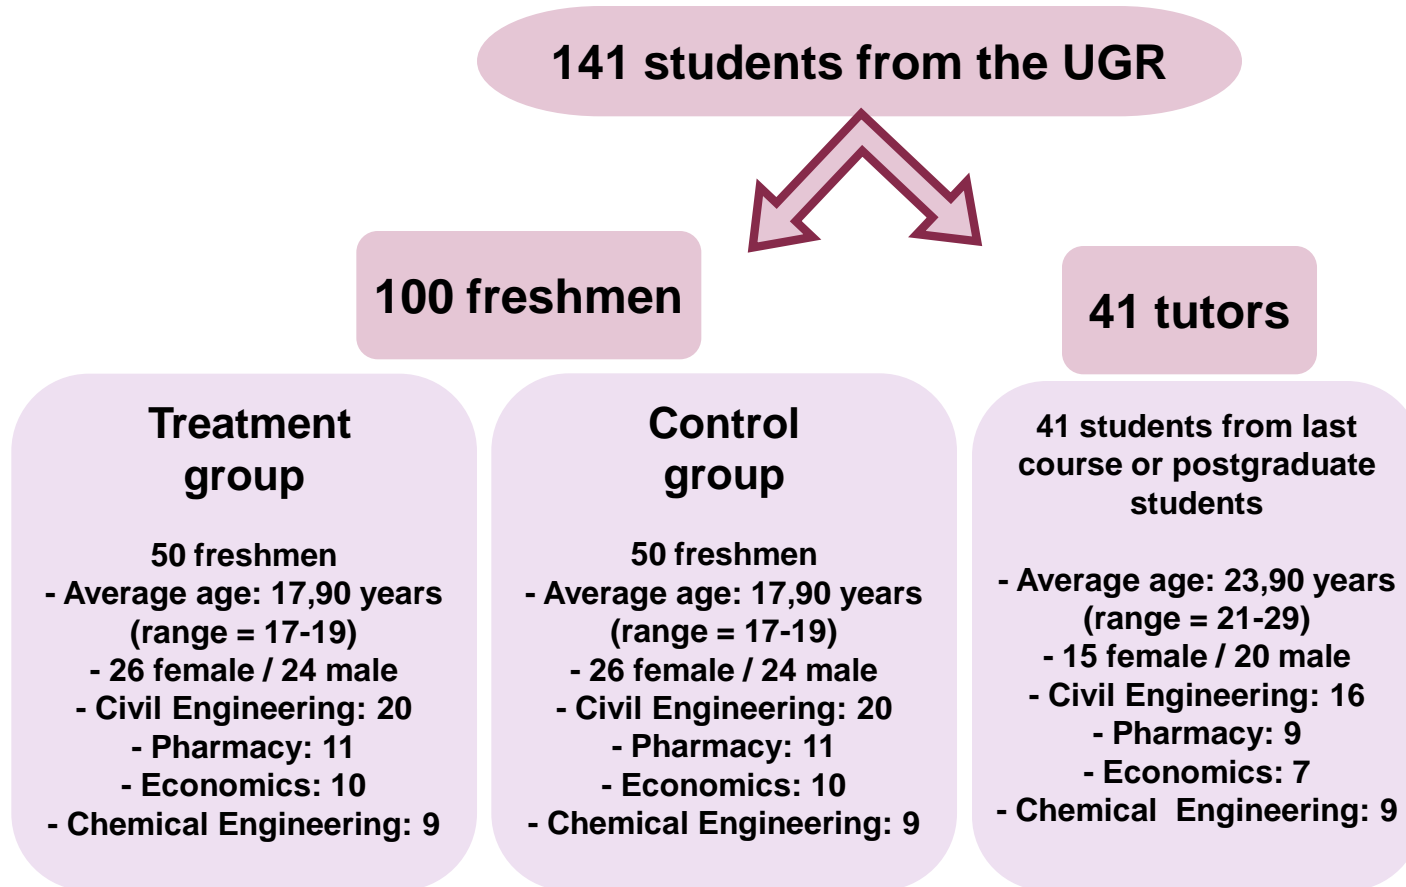 141 students from the UGR
100 freshmen
41 tutors
Treatment
group
50 freshmen
- Average age: 17,90 years
(range = 17-19)
- 26 female / 24 male
- Civil Engineering: 20
- Pharmacy: 11
- Economics: 10
- Chemical Engineering: 9
Control
group
50 freshmen
- Average age: 17,90 years
(range = 17-19)
- 26 female / 24 male
- Civil Engineering: 20
- Pharmacy: 11
- Economics: 10
- Chemical Engineering: 9
41 students from last
course or postgraduate
students
- Average age: 23,90 years
(range = 21-29)
- 15 female / 20 male
- Civil Engineering: 16
- Pharmacy: 9
- Economics: 7
- Chemical Engineering: 9